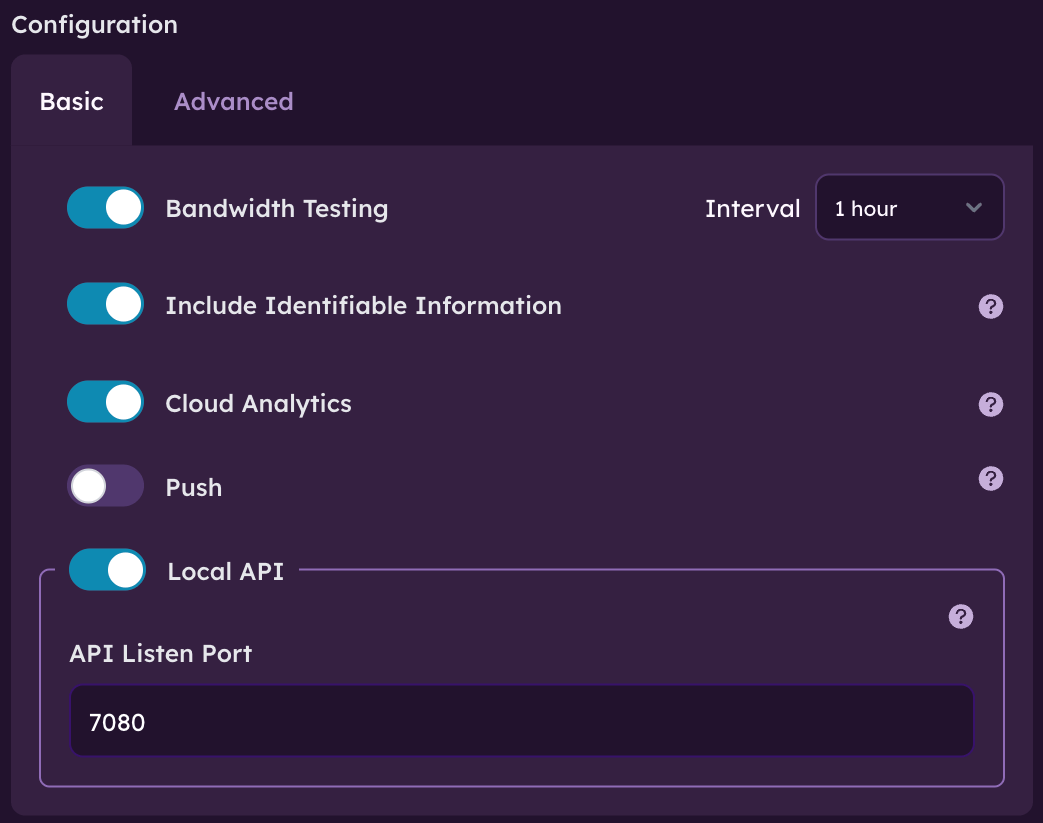 Configuration
Basic Advanced
Bandwidth Testing Interval 1 hour
Include Identifiable Information ?
Cloud Analytics ?
Push ?
Local API
?
API Listen Port
7080